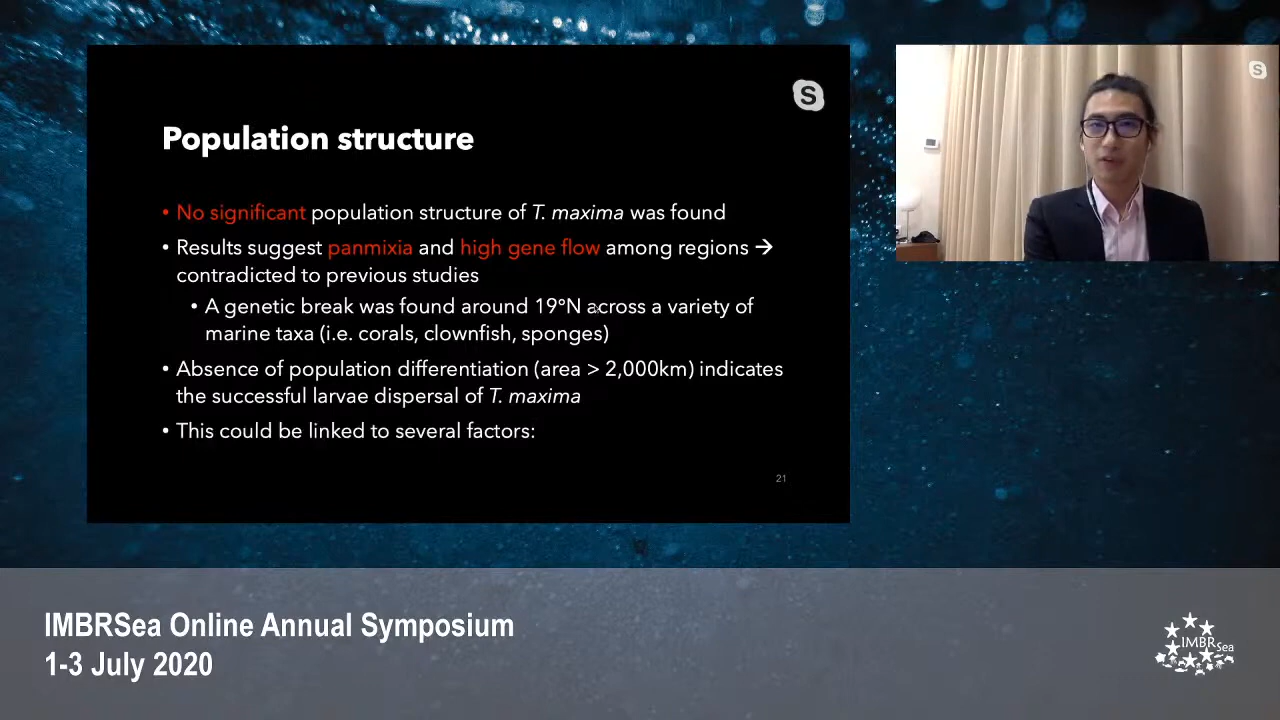 S
Population structure
• No significant population structure of T. maxima was found
• Results suggest panmixia and high gene flow among regions →
contradicted to previous studies
• A genetic break was found around 19°N across a variety of
marine taxa (i.e. corals, clownfish, sponges)
• Absence of population differentiation (area > 2,000km) indicates
the successful larvae dispersal of T. maxima
• This could be linked to several factors:
21
S
IMBRSea Online Annual Symposium
1-3 July 2020
IMBRSea